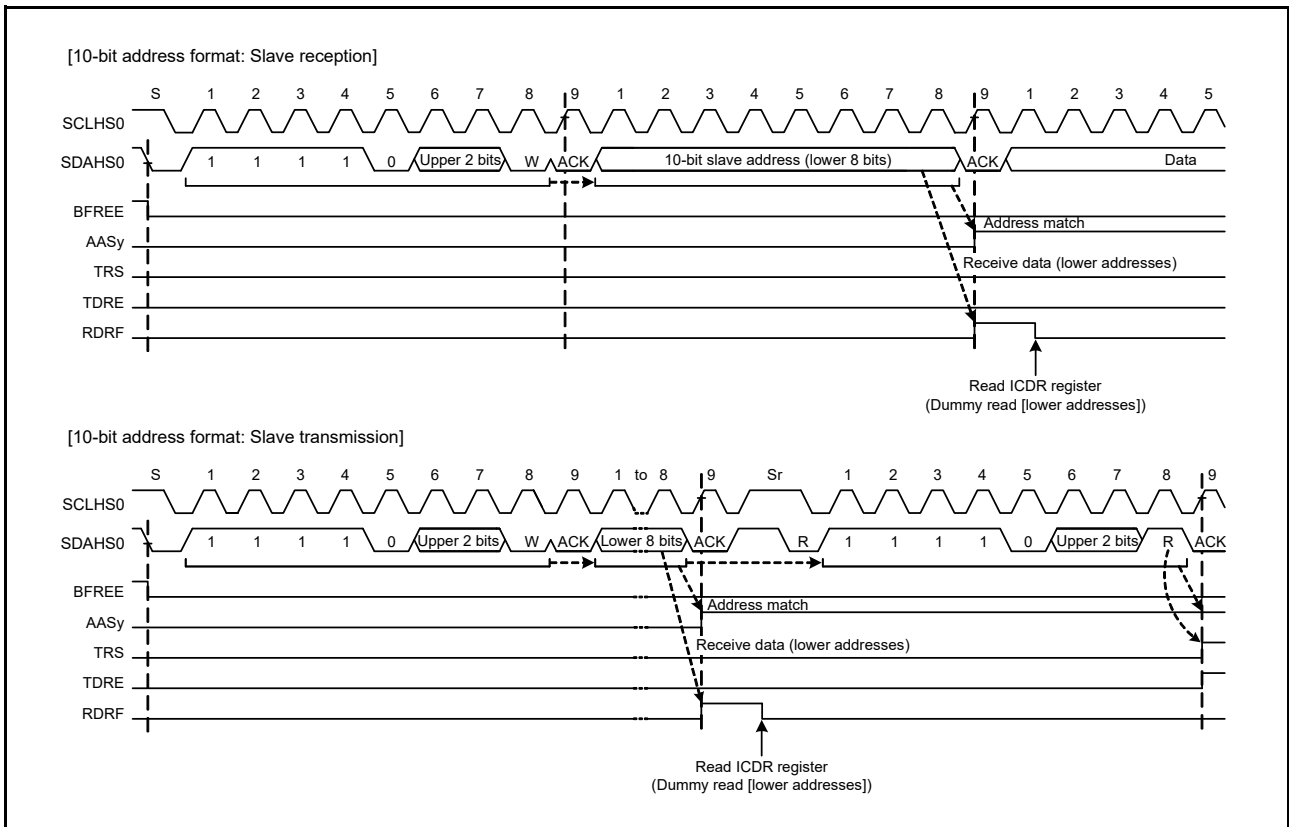 [10-bit address format: Slave reception]
S 1 2 3 4 5 6 7 8 9 1 2 3 4 5 6 7 8 9 1 2 3 4 5
SCLHS0
SDAHS0 1 1 1 1 0 Upper 2 bits W ACK 10-bit slave address (lower 8 bits) ACK Data
BFREE
Address match
AASy
Receive data (lower addresses)
TRS
TDRE
RDRF
Read ICDR register
(Dummy read [lower addresses])
[10-bit address format: Slave transmission]
S 1 2 3 4 5 6 7 8 9 1 to 8 9 Sr 1 2 3 4 5 6 7 8 9
SCLHS0
SDAHS0 1 1 1 1 0 Upper 2 bits W ACK Lower 8 bits ACK R 1 1 1 1 0 Upper 2 bits R ACK
BFREE
Address match
AASy
Receive data (lower addresses)
TRS
TDRE
RDRF
Read ICDR register
(Dummy read [lower addresses])